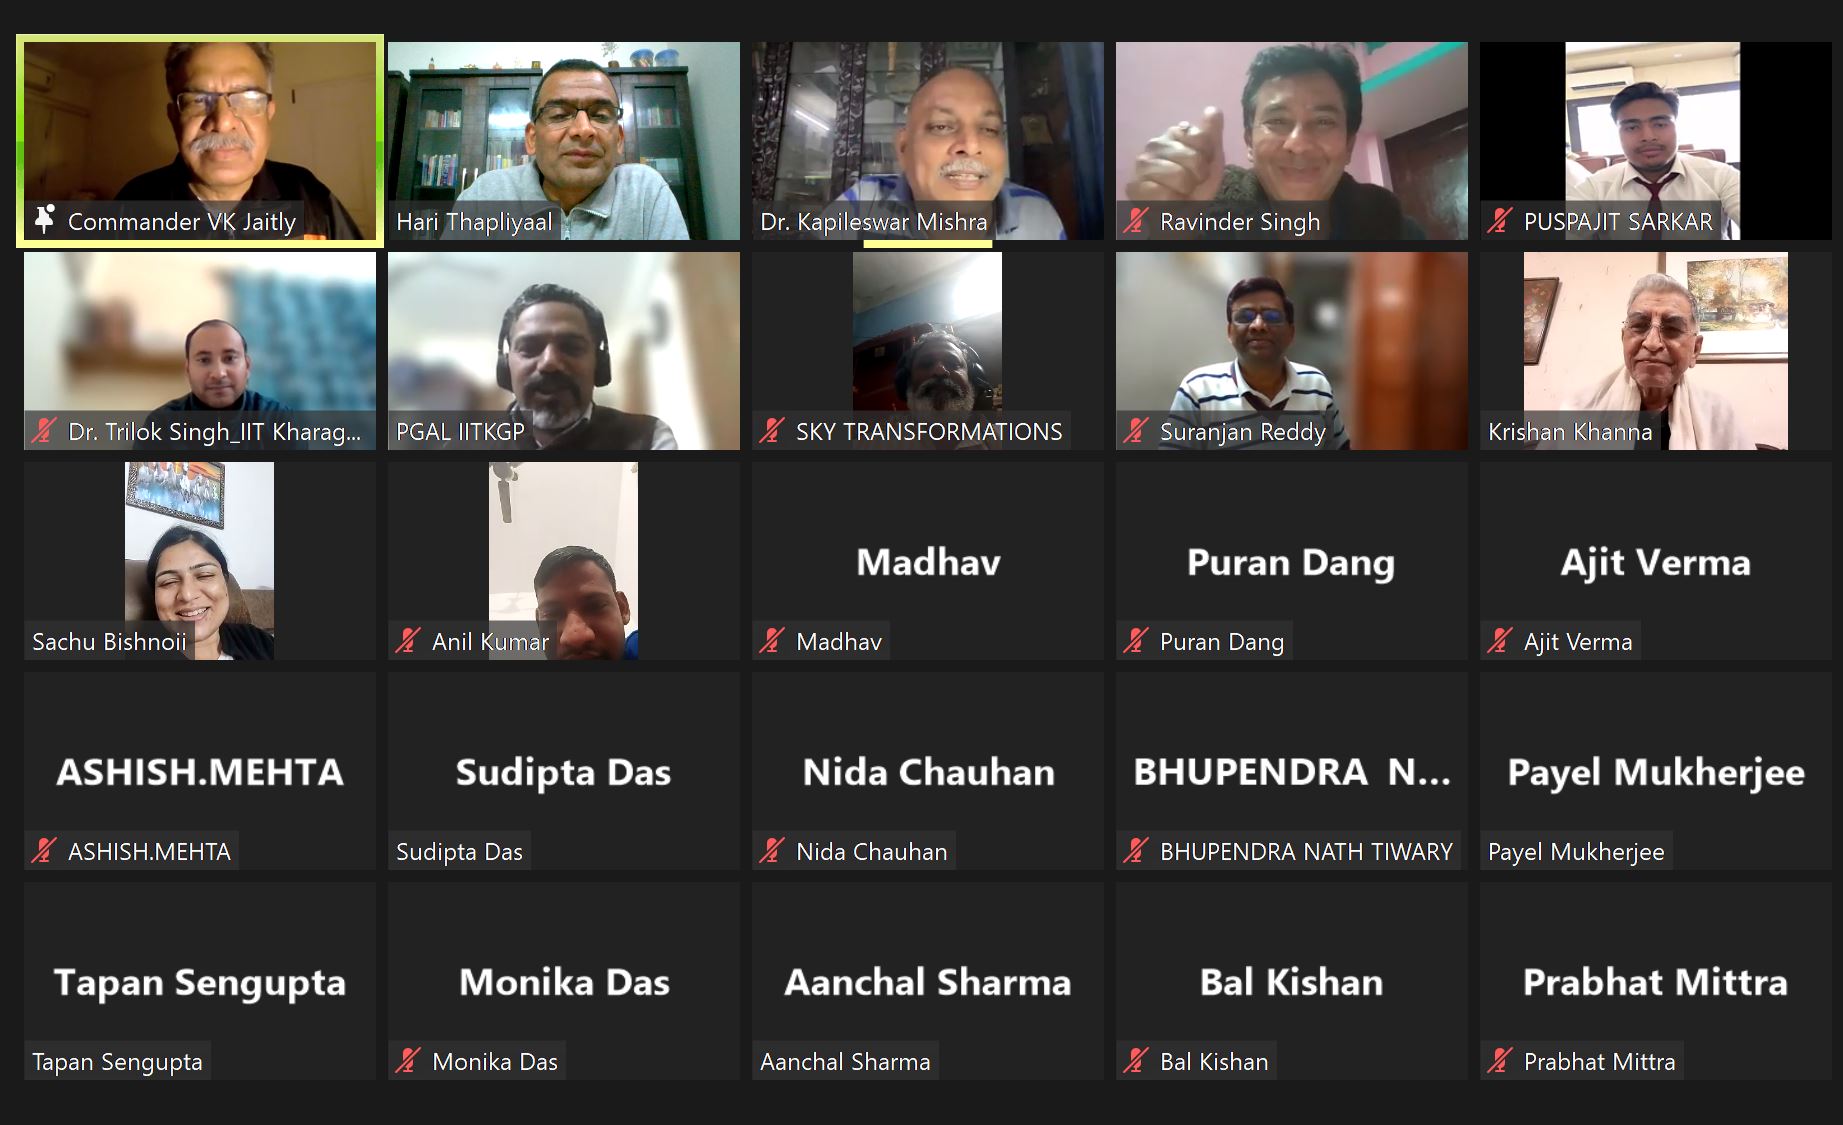 Commander VK Jaitly
Hari Thapliyaal
Dr. Kapileswar Mishra
Ravinder Singh
PUSPAJIT SARKAR
Dr. Trilok Singh_IIT Kharag...
PGAL IITKGP
SKY TRANSFORMATIONS
Suranjan Reddy
Krishan Khanna
Sachu Bishnoii
Anil Kumar
Madhav
Madhav
Puran Dang
Puran Dang
Ajit Verma
Ajit Verma
ASHISH.MEHTA
ASHISH.MEHTA
Sudipta Das
Sudipta Das
Nida Chauhan
Nida Chauhan
BHUPENDRA N...
BHUPENDRA NATH TIWARY
Payel Mukherjee
Payel Mukherjee
Tapan Sengupta
Tapan Sengupta
Monika Das
Monika Das
Aanchal Sharma
Aanchal Sharma
Bal Kishan
Bal Kishan
Prabhat Mittra
Prabhat Mittra